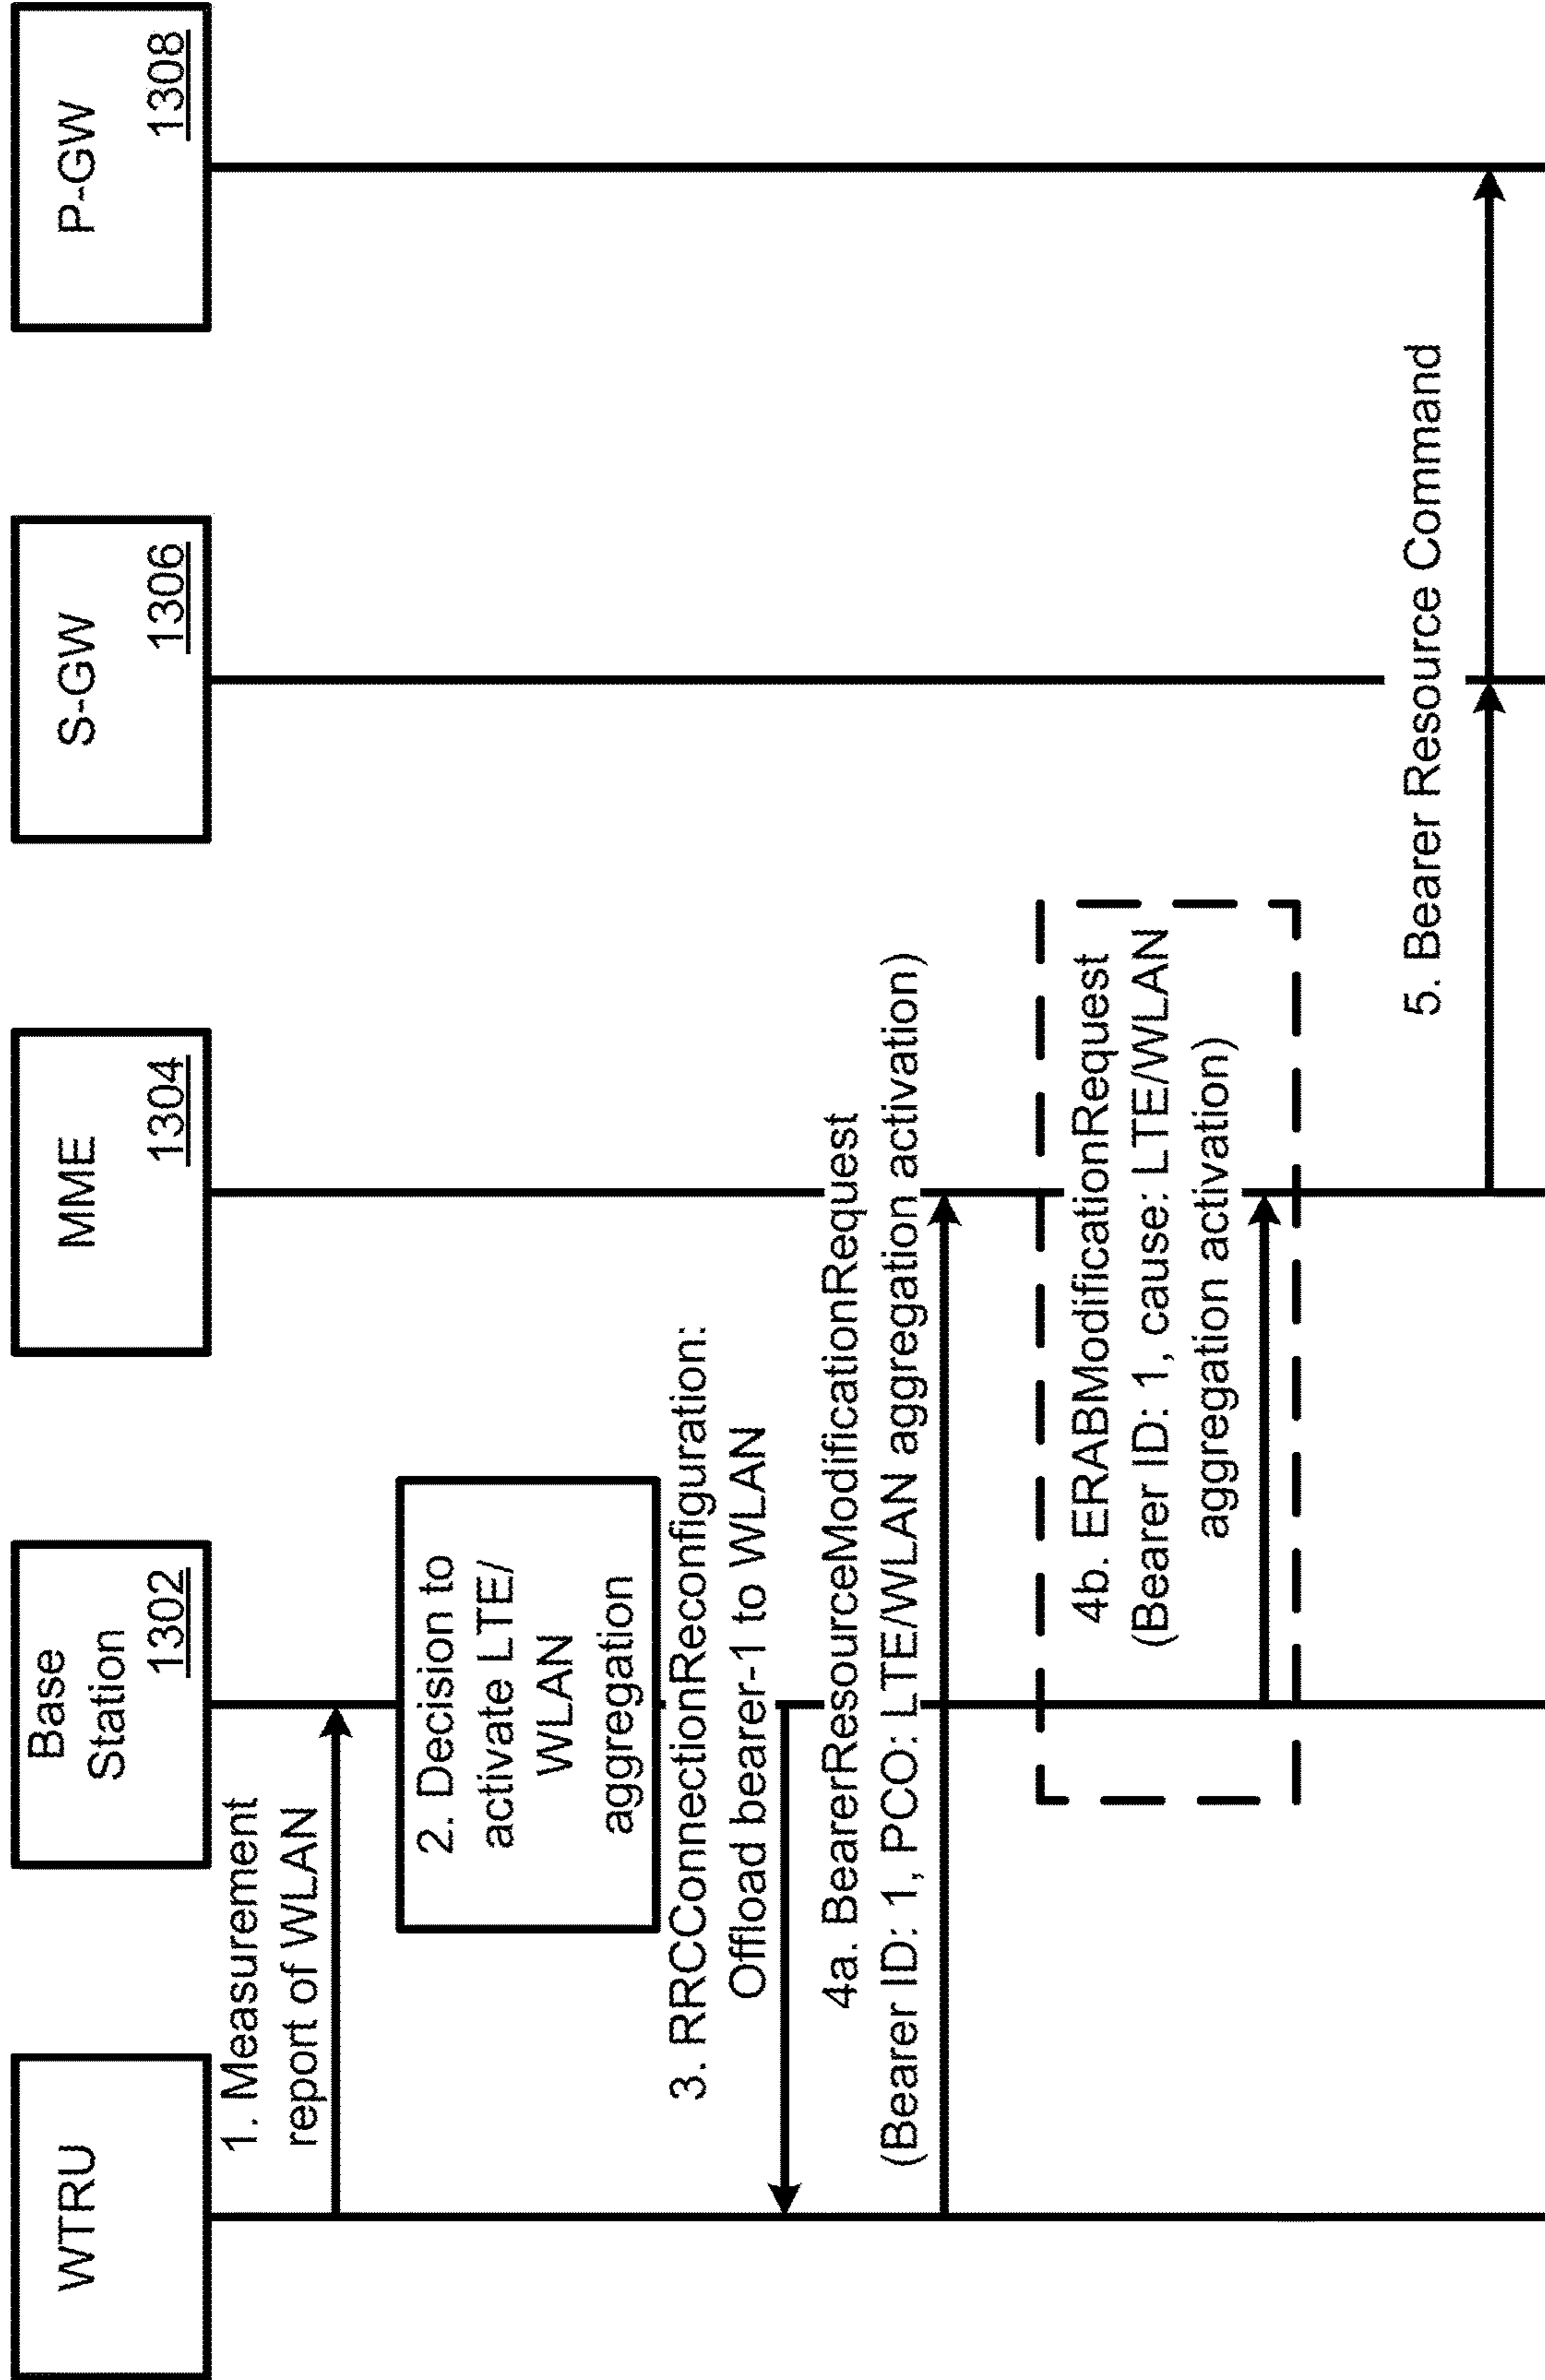 WTRU
Base
Station
1302
MME
1304
S-GW
1306
P-GW
1308
1. Measurement
report of WLAN
2. Decision to
activate LTE/
WLAN
aggregation
3. RRCConnectionReconfiguration:
Offload bearer-1 to WLAN
4a. BearerResourceModificationRequest
(Bearer ID: 1, PCO: LTE/WLAN aggregation activation)
4b. ERABModificationRequest
(Bearer ID: 1, cause: LTE/WLAN
aggregation activation)
5. Bearer Resource Command